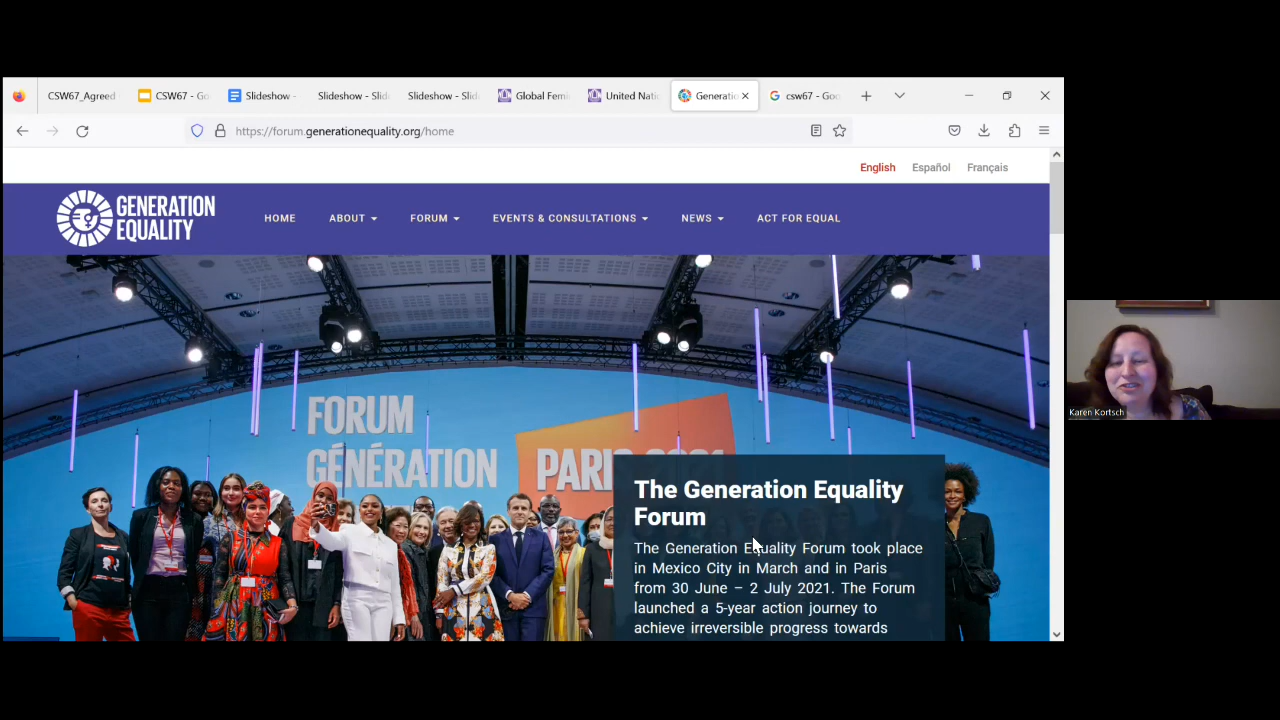 CSW67_Agreed
CSW67 - Go
Slideshow -
Slideshow - Slid
Slideshow - Slid
Global Femi
United Nati
Generatio
csw67 - Goo
https://forum.generationequality.org/home
English Español Français
GENERATION
EQUALITY
HOME ABOUT FORUM EVENTS & CONSULTATIONS NEWS ACT FOR EQUAL
FORUM
GÉNÉRATION
PARIS 2021
The Generation Equality
Forum
The Generation Equality Forum took place
in Mexico City in March and in Paris
from 30 June – 2 July 2021. The Forum
launched a 5-year action journey to
achieve irreversible progress towards
Karen Kortsch